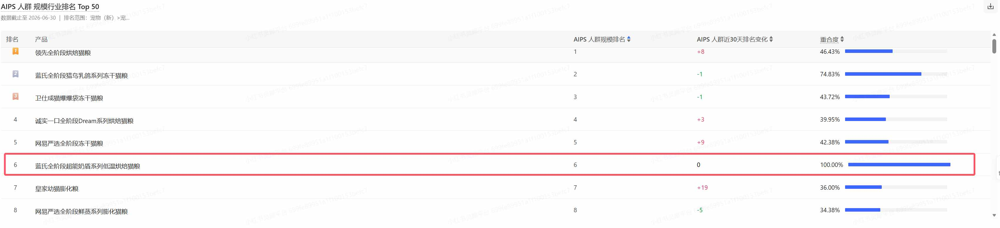 AIPS 人群 规模行业排名 Top 50
数据截止至 2026-06-30 ｜ 排名范围：宠物（新）>宠...
排名 产品 AIPS 人群规模排名 AIPS 人群近30天排名变化 重合度
1 领先全阶段烘焙猫粮 1 +8 46.43%
2 蓝氏全阶段猎鸟乳鸽系列冻干猫粮 2 -1 74.83%
3 卫仕成猫爆爆袋冻干猫粮 3 -1 43.72%
4 诚实一口全阶段Dream系列烘焙猫粮 4 +3 39.95%
5 网易严选全阶段冻干猫粮 5 +9 42.38%
6 蓝氏全阶段超能奶盾系列低温烘焙猫粮 6 0 100.00%
7 皇家幼猫膨化粮 7 +19 36.00%
8 网易严选全阶段鲜蒸系列膨化猫粮 8 -5 34.38%